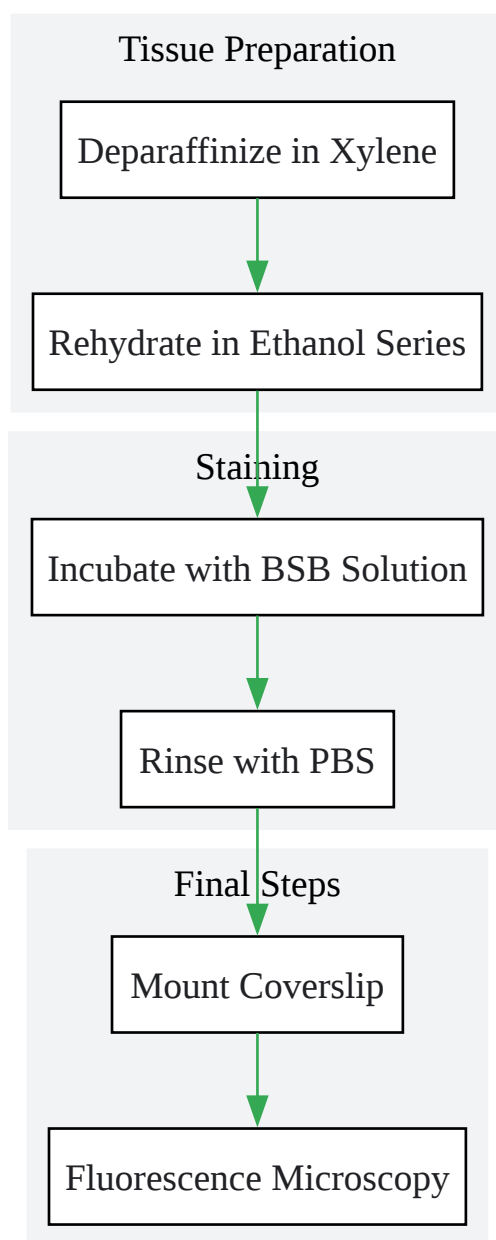 Tissue Preparation
Deparaffinize in Xylene
Rehydrate in Ethanol Series
Staining
Incubate with BSB Solution
Rinse with PBS
Final Steps
Mount Coverslip
Fluorescence Microscopy